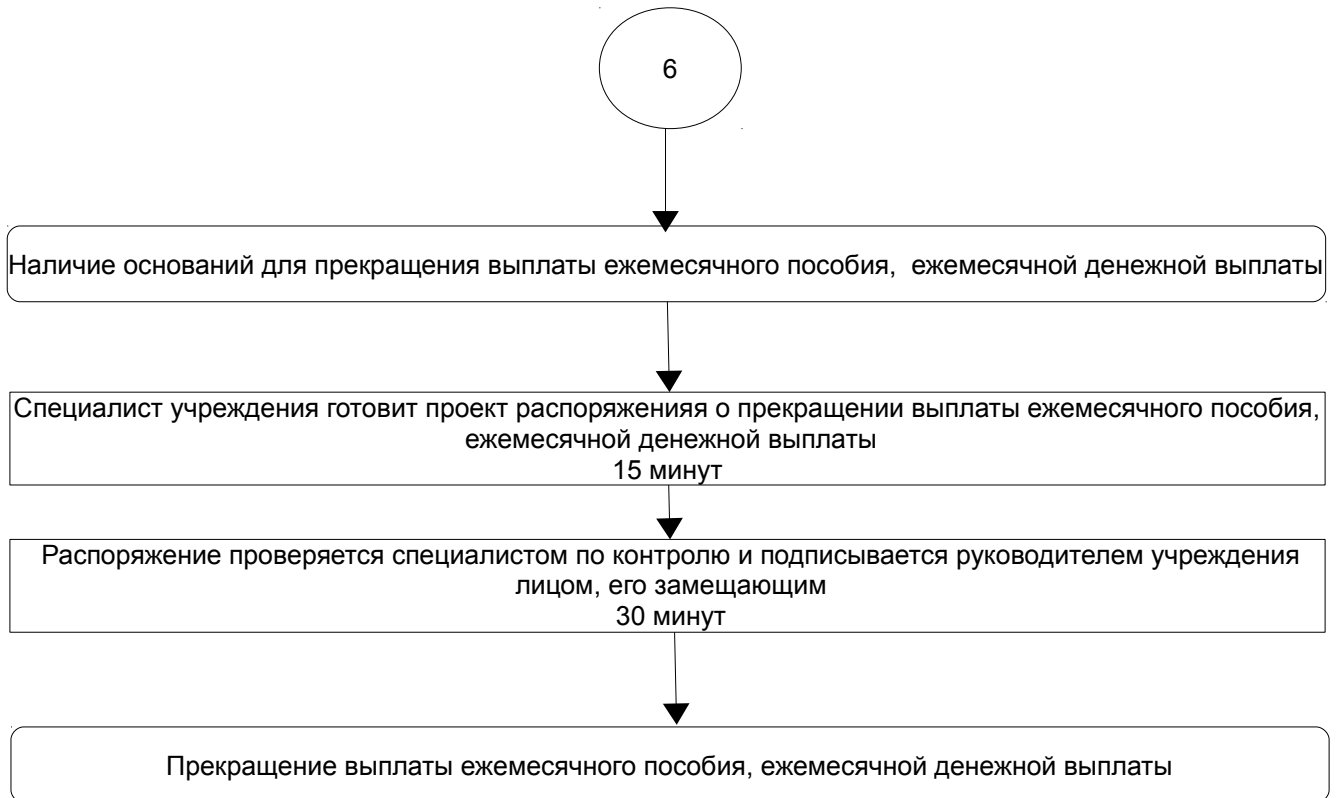 6
Наличие оснований для прекращения выплаты ежемесячного пособия, ежемесячной денежной выплаты
Специалист учреждения готовит проект распоряженияя о прекращении выплаты ежемесячного пособия,
ежемесячной денежной выплаты
15 минут
Распоряжение проверяется специалистом по контролю и подписывается руководителем учреждения
лицом, его замещающим
30 минут
Прекращение выплаты ежемесячного пособия, ежемесячной денежной выплаты